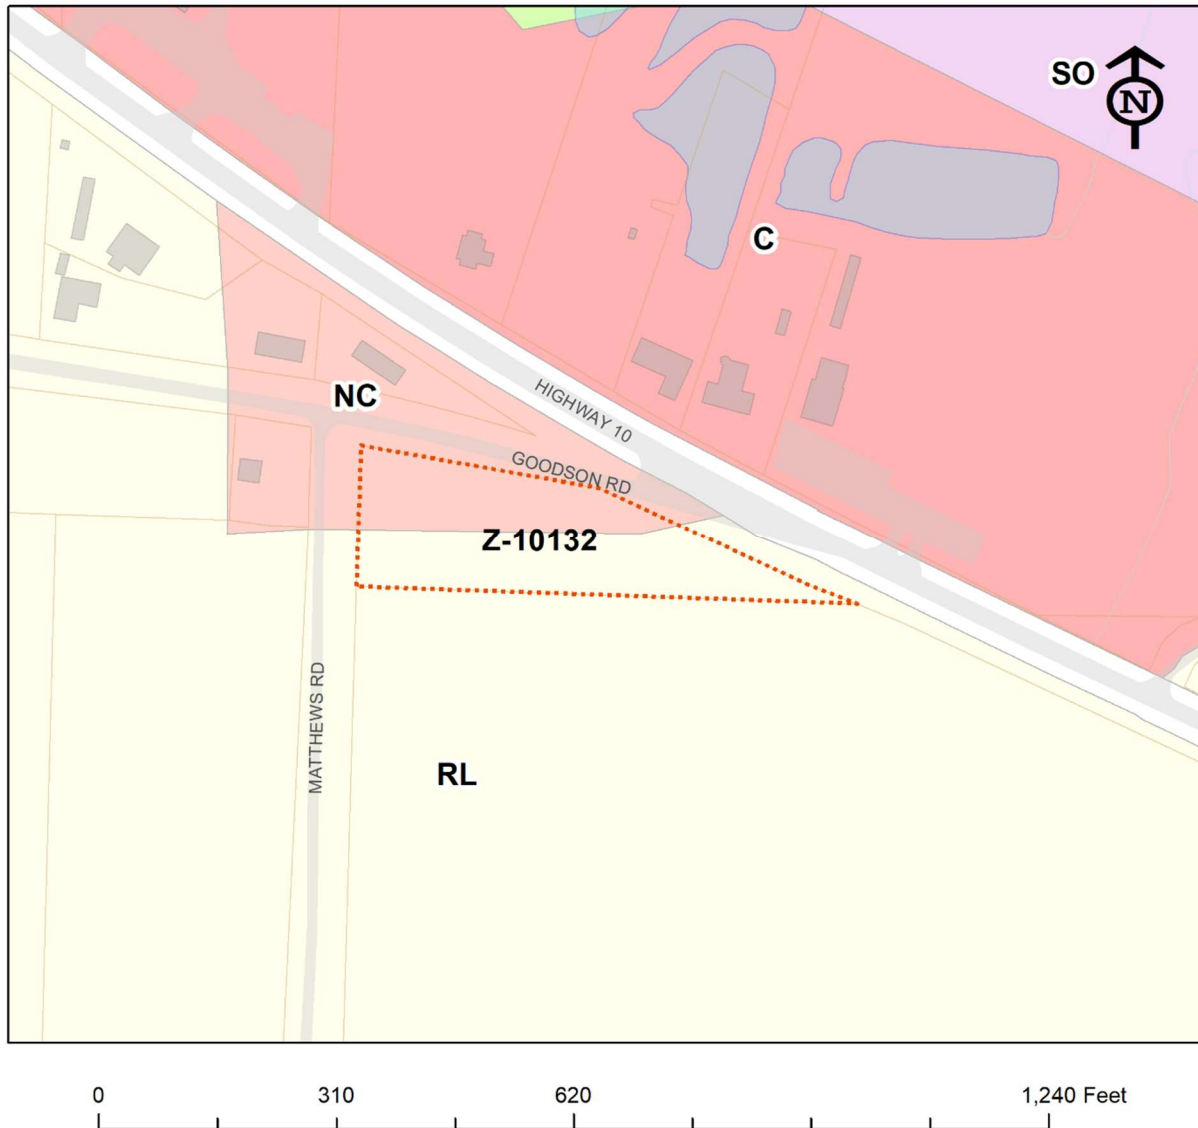 SO
N
C
HIGHWAY 10
NC
GOODSON RD
Z-10132
MATTHEWS RD
RL
0 310 620 1,240 Feet